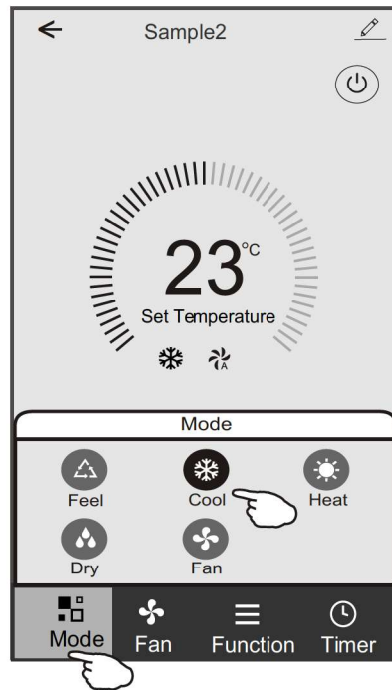 Sample2
23°C
Set Temperature
A
Mode
Feel Cool Heat
Dry Fan
Mode Fan Function Timer